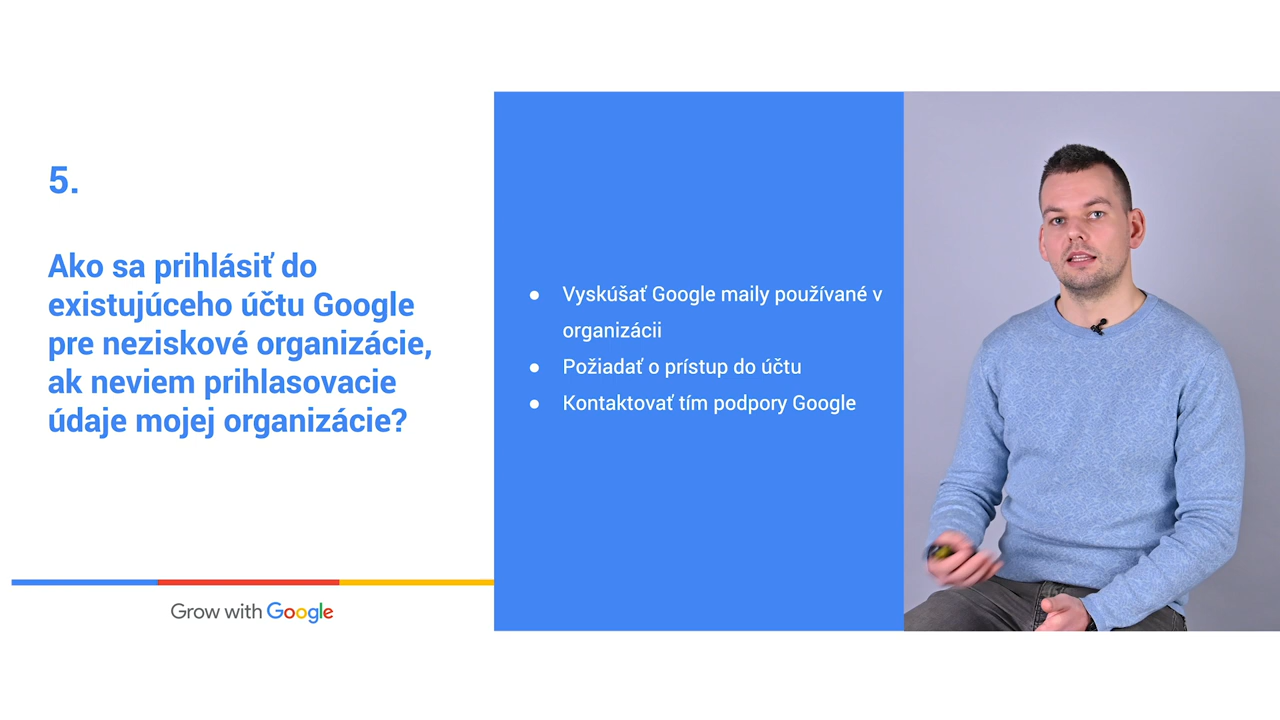 5.
Ako sa prihlásiť do
existujúceho účtu Google
pre neziskové organizácie,
ak neviem prihlasovacie
údaje mojej organizácie?
Grow with Google
● Vyskúšať Google maily používané v
organizácii
● Požiadať o prístup do účtu
● Kontaktovať tím podpory Google